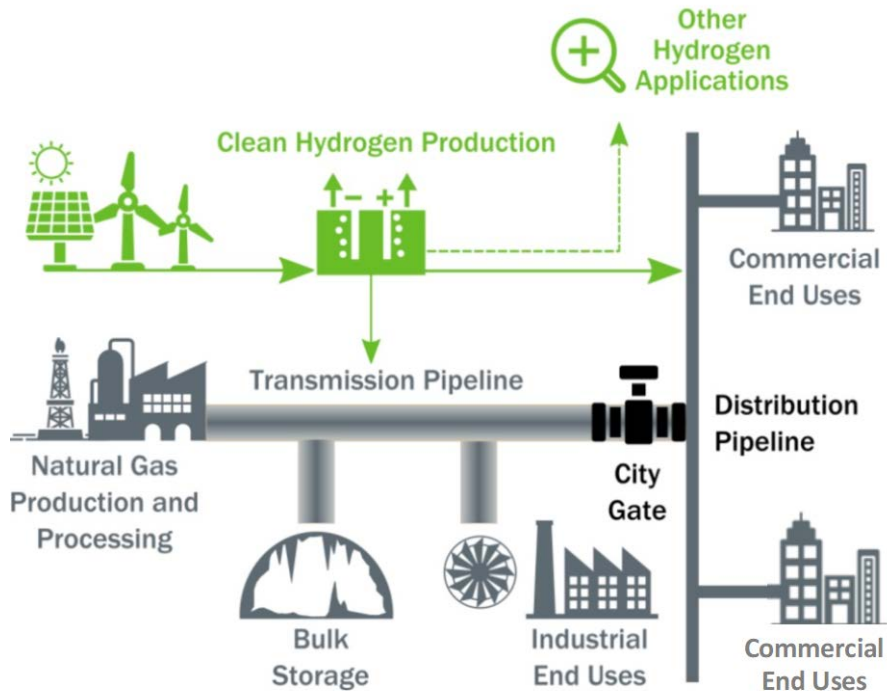 Other
Hydrogen
Applications
Clean Hydrogen Production
− +
Commercial
End Uses
Transmission Pipeline
Distribution
Pipeline
Natural Gas
Production and
Processing
City
Gate
Bulk
Storage
Industrial
End Uses
Commercial
End Uses